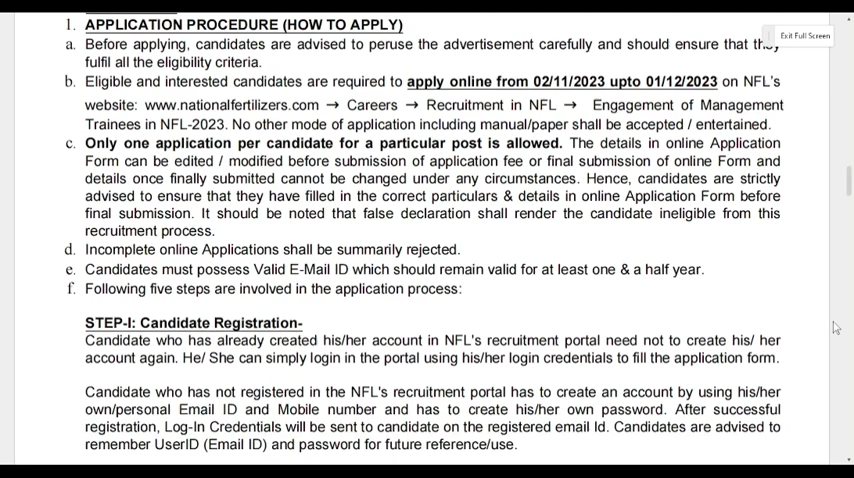 1. APPLICATION PROCEDURE (HOW TO APPLY)
a. Before applying, candidates are advised to peruse the advertisement carefully and should ensure that they
Exit Full Screen
fulfil all the eligibility criteria.
b. Eligible and interested candidates are required to apply online from 02/11/2023 upto 01/12/2023 on NFL's
website: www.nationalfertilizers.com → Careers → Recruitment in NFL → Engagement of Management
Trainees in NFL-2023. No other mode of application including manual/paper shall be accepted / entertained.
c. Only one application per candidate for a particular post is allowed. The details in online Application
Form can be edited / modified before submission of application fee or final submission of online Form and
details once finally submitted cannot be changed under any circumstances. Hence, candidates are strictly
advised to ensure that they have filled in the correct particulars & details in online Application Form before
final submission. It should be noted that false declaration shall render the candidate ineligible from this
recruitment process.
d. Incomplete online Applications shall be summarily rejected.
e. Candidates must possess Valid E-Mail ID which should remain valid for at least one & a half year.
f. Following five steps are involved in the application process:
STEP-I: Candidate Registration-
Candidate who has already created his/her account in NFL's recruitment portal need not to create his/ her
account again. He/ She can simply login in the portal using his/her login credentials to fill the application form.
Candidate who has not registered in the NFL's recruitment portal has to create an account by using his/her
own/personal Email ID and Mobile number and has to create his/her own password. After successful
registration, Log-In Credentials will be sent to candidate on the registered email Id. Candidates are advised to
remember UserID (Email ID) and password for future reference/use.